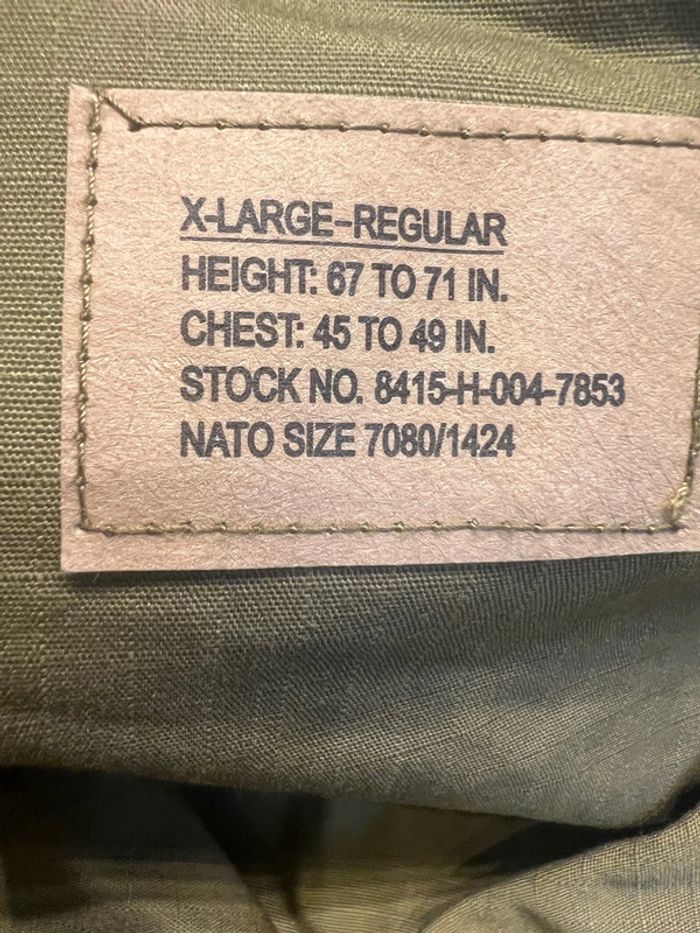 X-LARGE-REGULAR
HEIGHT: 67 TO 71 IN.
CHEST: 45 TO 49 IN.
STOCK NO. 8415-H-004-7853
NATO SIZE 7080/1424